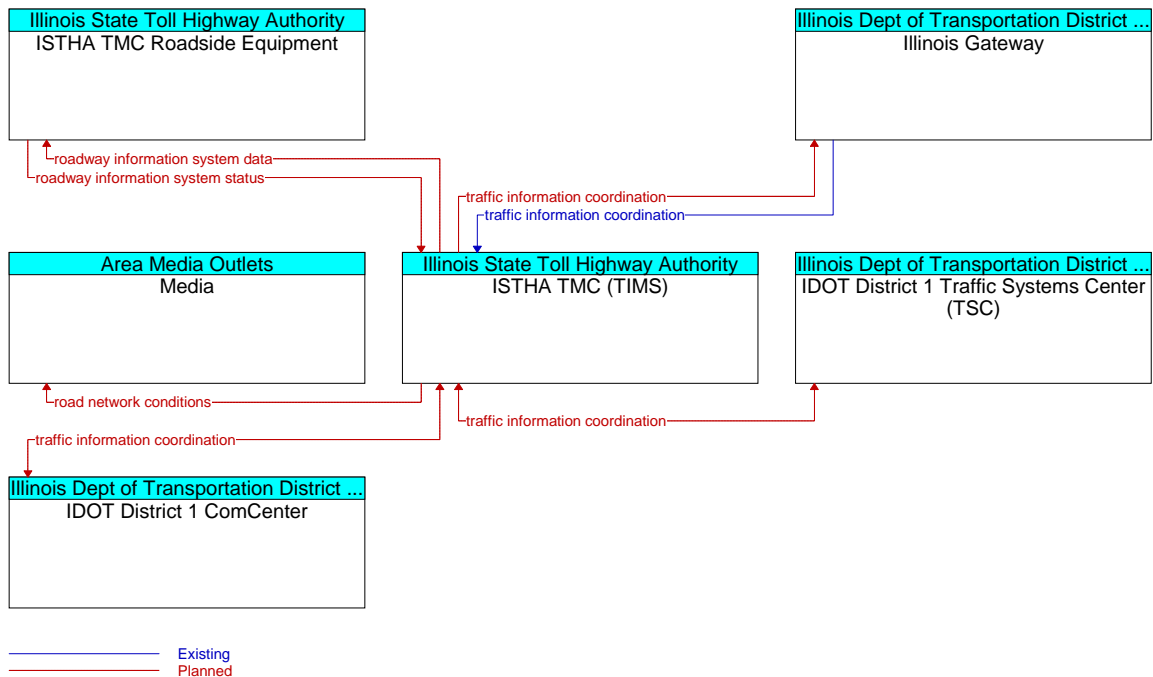 Illinois State Toll Highway Authority
ISTHA TMC Roadside Equipment
Illinois Dept of Transportation District ...
Illinois Gateway
roadway information system data
roadway information system status
traffic information coordination
traffic information coordination
Area Media Outlets
Media
Illinois State Toll Highway Authority
ISTHA TMC (TIMS)
Illinois Dept of Transportation District ...
IDOT District 1 Traffic Systems Center
(TSC)
road network conditions
traffic information coordination
traffic information coordination
Illinois Dept of Transportation District ...
IDOT District 1 ComCenter
Existing
Planned